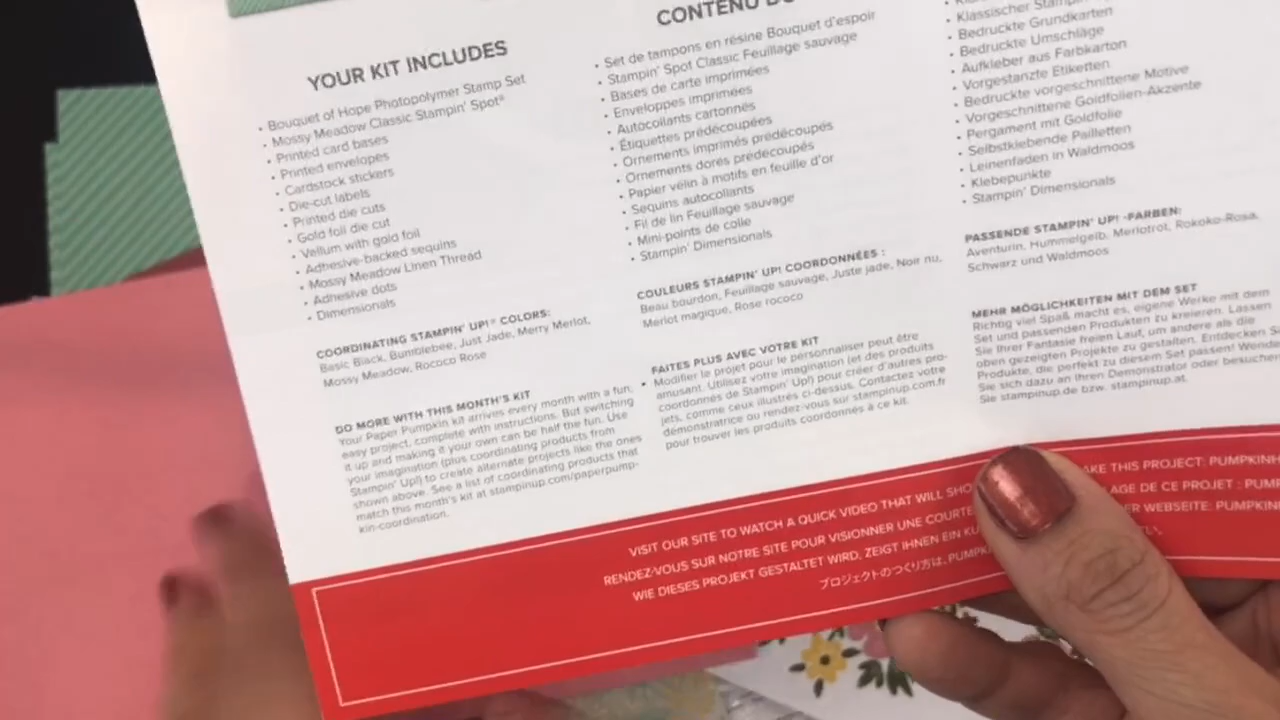 YOUR KIT INCLUDES
• Bouquet of Hope Photopolymer Stamp Set
• Mossy Meadow Classic Stampin' Spot®
• Printed card bases
• Printed envelopes
• Cardstock stickers
• Die-cut labels
• Printed die cuts
• Gold foil die cut
• Vellum with gold foil
• Adhesive-backed sequins
• Mossy Meadow Linen Thread
• Adhesive dots
• Dimensionals
COORDINATING STAMPIN' UP!® COLORS:
Basic Black, Bumblebee, Just Jade, Merry Merlot,
Mossy Meadow, Rococo Rose
DO MORE WITH THIS MONTH'S KIT
Your Paper Pumpkin kit arrives every month with a fun,
easy project, complete with instructions. But switching
it up and making it your own can be half the fun. Use
your imagination (plus coordinating products from
Stampin' Up!) to create alternate projects like the ones
shown above. See a list of coordinating products that
match this month's kit at stampinup.com/paperpump-
kin-coordination.
CONTENU
• Set de tampons en résine Bouquet d'espoir
• Stampin' Spot Classic Feuillage sauvage
• Bases de carte imprimées
• Enveloppes imprimées
• Autocollants cartonnés
• Étiquettes prédécoupées
• Ornements imprimés prédécoupés
• Ornements dorés prédécoupés
• Papier vélin à motifs en feuille d'or
• Sequins autocollants
• Fil de lin Feuillage sauvage
• Mini-points de colle
• Stampin' Dimensionals
COULEURS STAMPIN' UP! COORDONNÉES :
Beau bourdon, Feuillage sauvage, Juste jade, Noir nu,
Merlot magique, Rose rococo
FAITES PLUS AVEC VOTRE KIT
• Modifier le projet pour le personnaliser peut être
amusant. Utilisez votre imagination (et des produits
coordonnés de Stampin' Up!) pour créer d'autres pro-
jets, comme ceux illustrés ci-dessus. Contactez votre
démonstratrice ou rendez-vous sur stampinup.com.fr
pour trouver les produits coordonnés à ce kit.
• Klassischer
• Bedruckte Grundkarten
• Bedruckte Umschläge
• Aufkleber aus Farbkarton
• Vorgestanzte Etiketten
• Bedruckte vorgeschnittene Motive
• Vorgeschnittene Goldfolien-Akzente
• Pergament mit Goldfolie
• Selbstklebende Pailletten
• Leinenfaden in Waldmoos
• Klebepunkte
• Stampin' Dimensionals
PASSENDE STAMPIN' UP! -FARBEN:
Aventurin, Hummelgelb, Merlotrot, Rokoko-Rosa,
Schwarz und Waldmoos
MEHR MÖGLICHKEITEN MIT DEM SET
Richtig viel Spaß macht es, eigene Werke mit dem
Set und passenden Produkten zu kreieren. Lassen
Sie Ihrer Fantasie freien Laut, um andere als die
oben gezeigten Projekte zu gestalten. Entdecken
Produkte, die perfekt zu diesem Set passen!
Sie sich dazu an Ihren Demonstrator oder besuchen
Sie stampinup.de bzw. stampinup.at.
VISIT OUR SITE TO WATCH A QUICK VIDEO THAT WILL THIS PROJECT:
RENDEZ-VOUS SUR NOTRE SITE POUR VISIONNER UNE DE CE PROJET :
WIE DIESES PROJEKT GESTALTET WIRD, ZEIGT IHNEN EIN WEBSEITE:
プロジェクトのつくり方は、